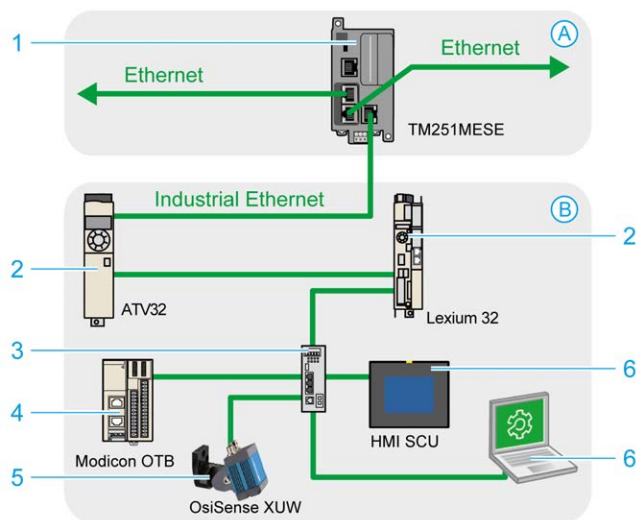 1
Ethernet
Ethernet
A
TM251MESE
Industrial Ethernet
B
2
2
ATV32
Lexium 32
3
4
6
HMI SCU
Modicon OTB
5
6
OsiSense XUW